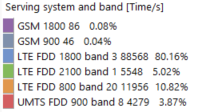 Serving system and band [Time/s]
GSM 1800 86 0.08%
GSM 900 46 0.04%
LTE FDD 1800 band 3 88568 80.16%
LTE FDD 2100 band 1 5548 5.02%
LTE FDD 800 band 20 11956 10.82%
UMTS FDD 900 band 8 4279 3.87%